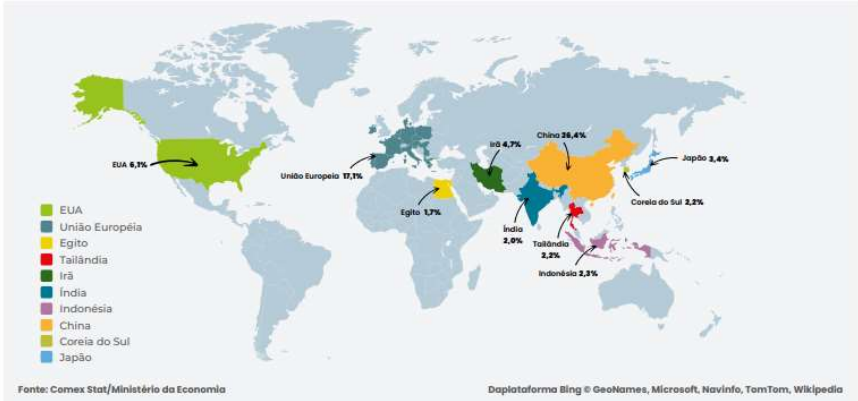 China 36,4%
Irã 4,7%
Japão 3,4%
EUA 6,1%
União Europeia 17,1%
Coreia do Sul 2,2%
Egito 1,7%
Índia
2,0%
Tailândia
2,2%
Indonésia 2,3%
EUA
União Européia
Egito
Tailândia
Irã
Índia
Indonésia
China
Coreia do Sul
Japão
Fonte: Comex Stat/Ministério da Economia
Daplataforma Bing © GeoNames, Microsoft, Navinfo, TomTom, Wikipedia